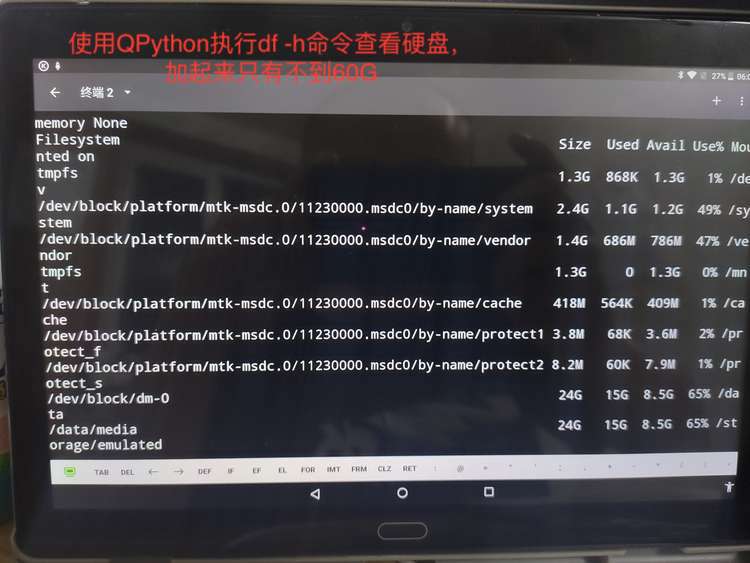 使用QPython执行df -h命令查看硬盘，
加起来只有不到60G
27% 06:0
终端 2
memory None
Filesystem Size Used Avail Use% Mou
nted on
tmpfs 1.3G 868K 1.3G 1% /de
v
/dev/block/platform/mtk-msdc.0/11230000.msdc0/by-name/system 2.4G 1.1G 1.2G 49% /sy
stem
/dev/block/platform/mtk-msdc.0/11230000.msdc0/by-name/vendor 1.4G 686M 786M 47% /ve
ndor
tmpfs 1.3G 0 1.3G 0% /mn
t
/dev/block/platform/mtk-msdc.0/11230000.msdc0/by-name/cache 418M 564K 409M 1% /ca
che
/dev/block/platform/mtk-msdc.0/11230000.msdc0/by-name/protect1 3.8M 68K 3.6M 2% /pr
otect_f
/dev/block/platform/mtk-msdc.0/11230000.msdc0/by-name/protect2 8.2M 60K 7.9M 1% /pr
otect_s
/dev/block/dm-0 24G 15G 8.5G 65% /da
ta
/data/media 24G 15G 8.5G 65% /st
orage/emulated
TAB DEL ← → DEF IF EF EL FOR IMT FRM CLZ RET : @